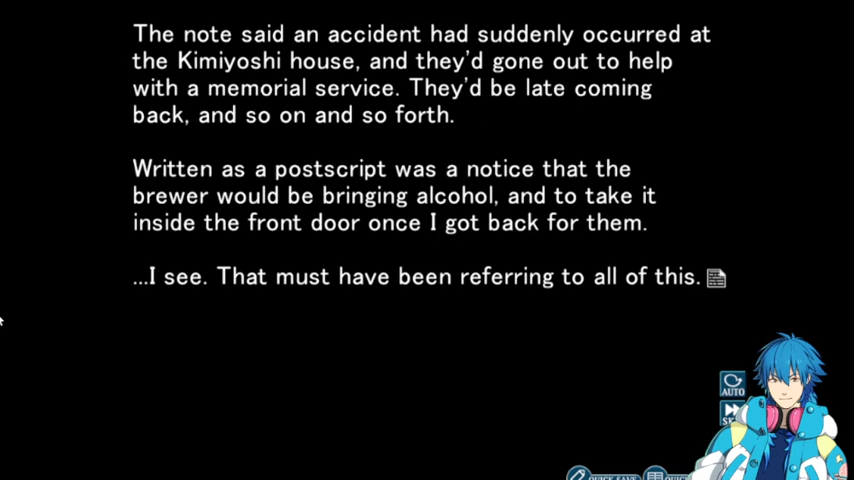 The note said an accident had suddenly occurred at
the Kimiyoshi house, and they'd gone out to help
with a memorial service. They'd be late coming
back, and so on and so forth.
Written as a postscript was a notice that the
brewer would be bringing alcohol, and to take it
inside the front door once I got back for them.
...I see. That must have been referring to all of this.
AUTO
QUICK SAVE